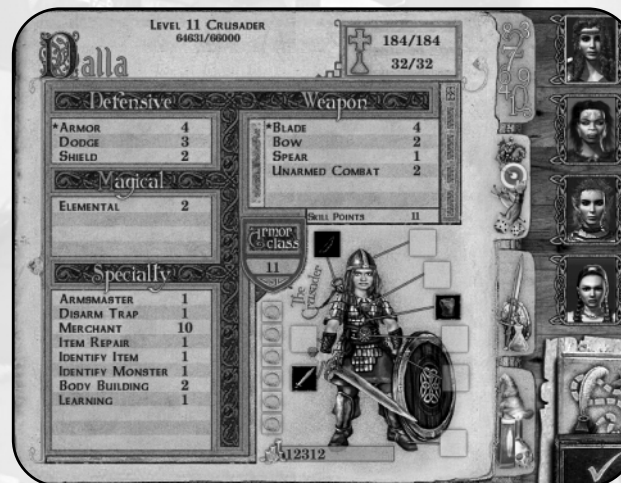 Dalla
LEVEL 11 CRUSADER
64631/66000
184/184
32/32
Defensive
*ARMOR 4
DODGE 3
SHIELD 2
Magical
ELEMENTAL 2
Specialty
ARMSMASTER 1
DISARM TRAP 1
MERCHANT 10
ITEM REPAIR 1
IDENTIFY ITEM 1
IDENTIFY MONSTER 1
BODY BUILDING 2
LEARNING 1
Weapon
*BLADE 4
BOW 2
SPEAR 1
UNARMED COMBAT 2
SKILL POINTS 11
Armor
Class
11
The Crusader
12312